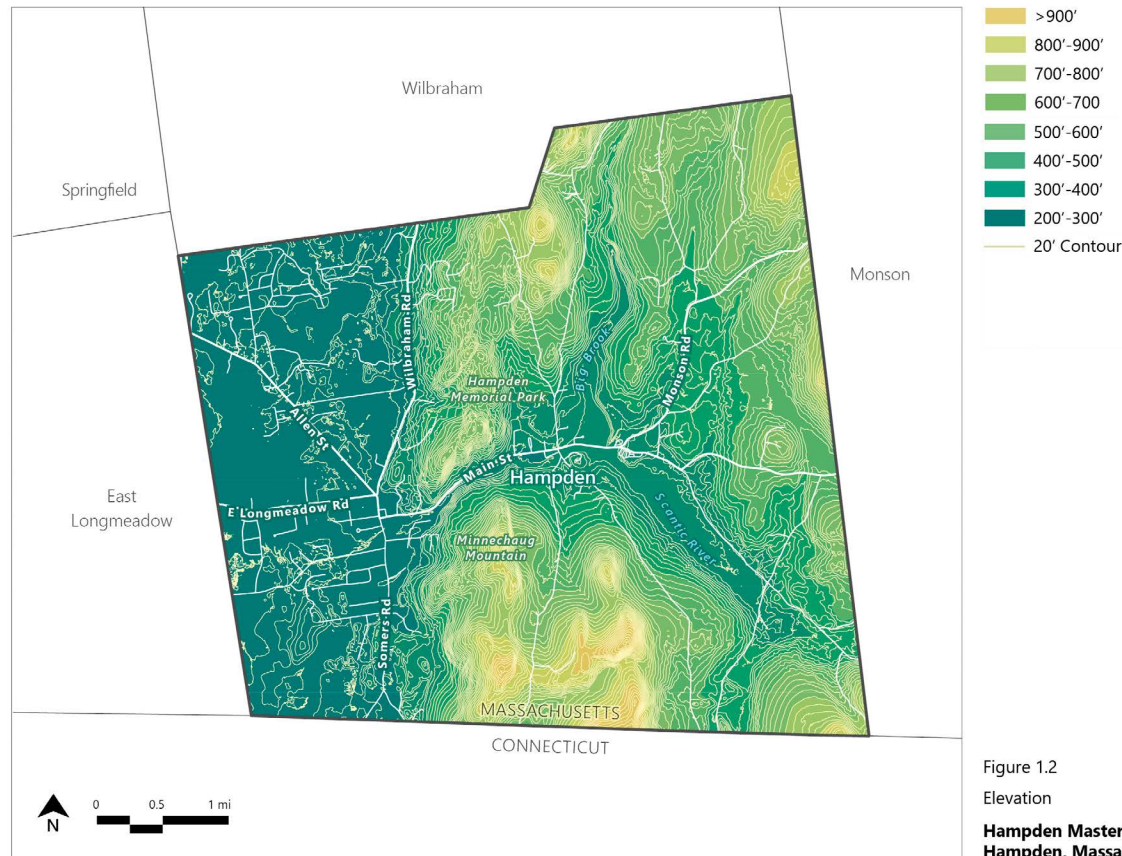 >900’
800’-900’
700’-800’
600’-700
500’-600’
400’-500’
300’-400’
200’-300’
20’ Contour
Wilbraham
Springfield
Monson
East
Longmeadow
Wilbraham Rd
Hampden
Memorial Park
Big Brook
Monson Rd
Allen St
Main St
Hampden
E Longmeadow Rd
Scantic River
Minnechaug
Mountain
Somers Rd
MASSACHUSETTS
CONNECTICUT
0 0.5 1 mi
N
Figure 1.2
Elevation
Hampden Master
Hampden, Massa